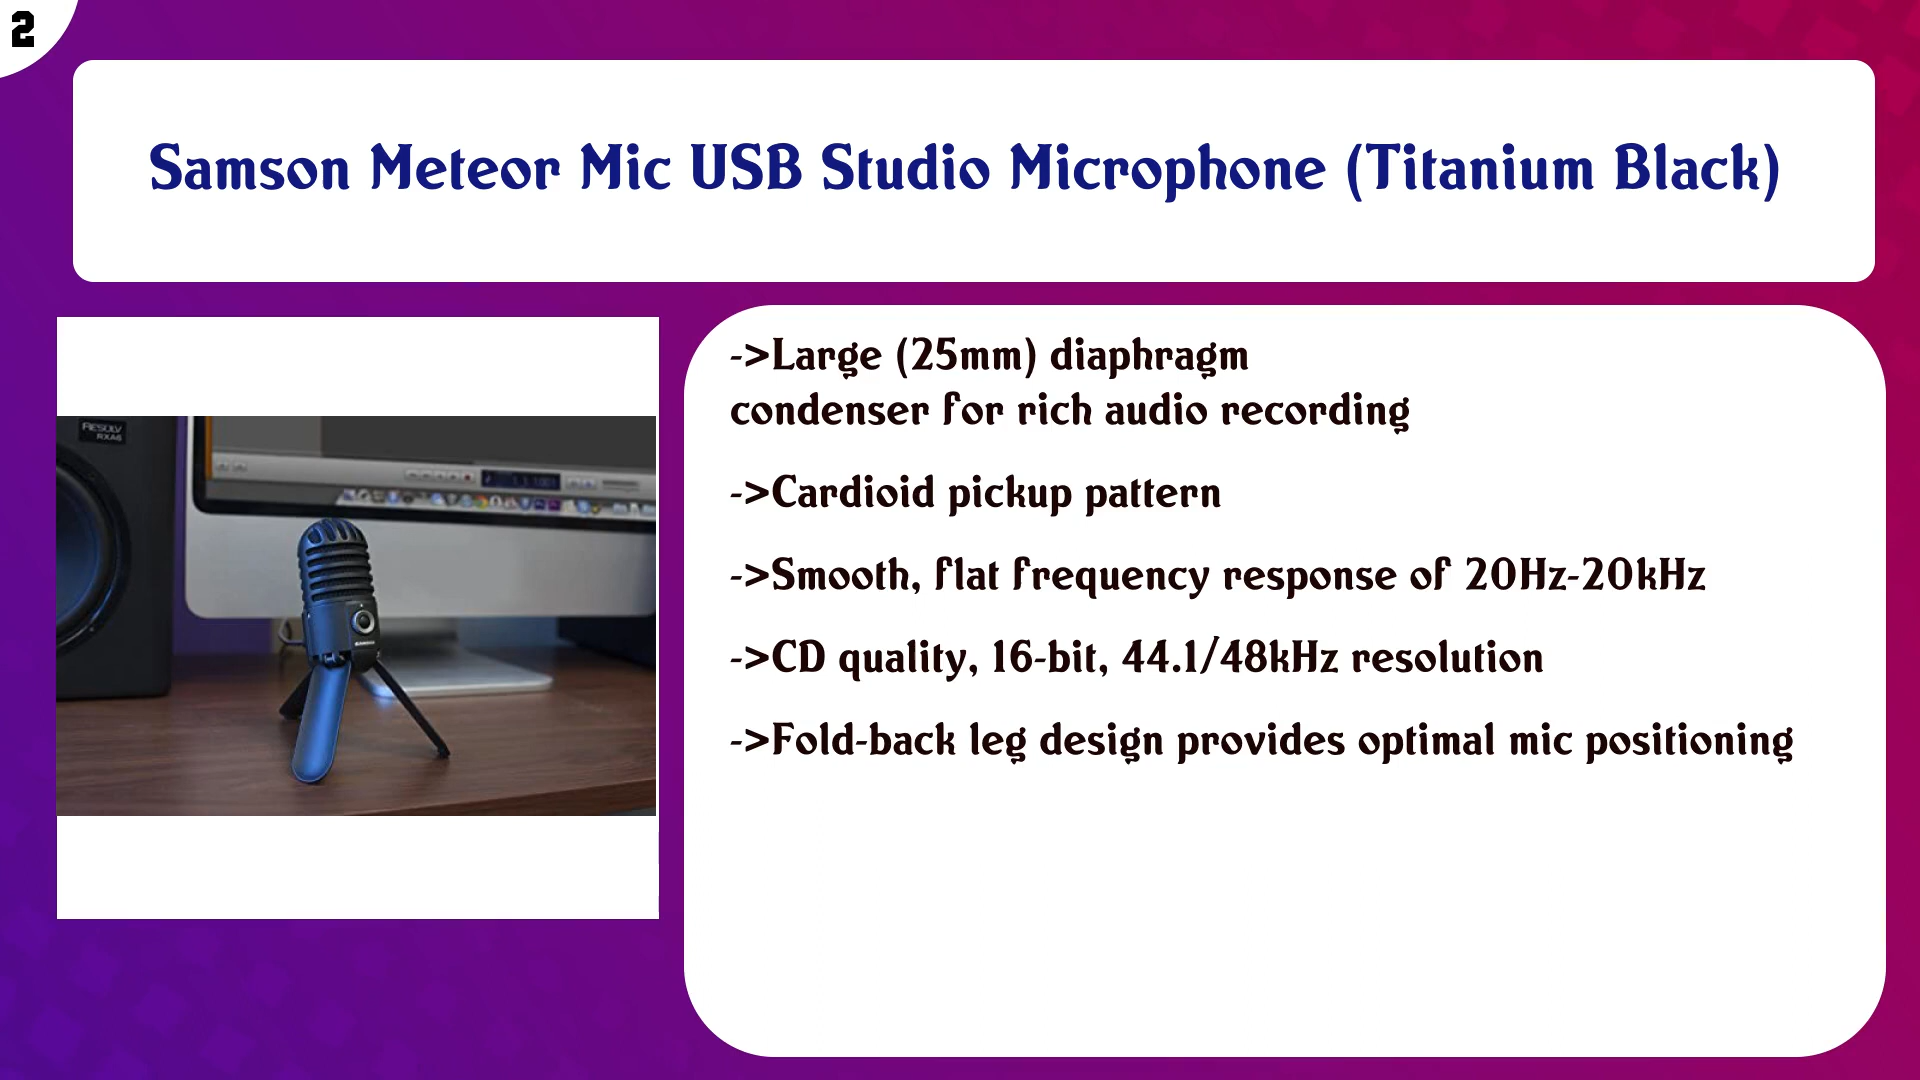 2
Samson Meteor Mic USB Studio Microphone (Titanium Black)
RESOLV
RXA6
->Large (25mm) diaphragm
condenser for rich audio recording
->Cardioid pickup pattern
->Smooth, flat frequency response of 20Hz-20kHz
->CD quality, 16-bit, 44.1/48kHz resolution
->Fold-back leg design provides optimal mic positioning